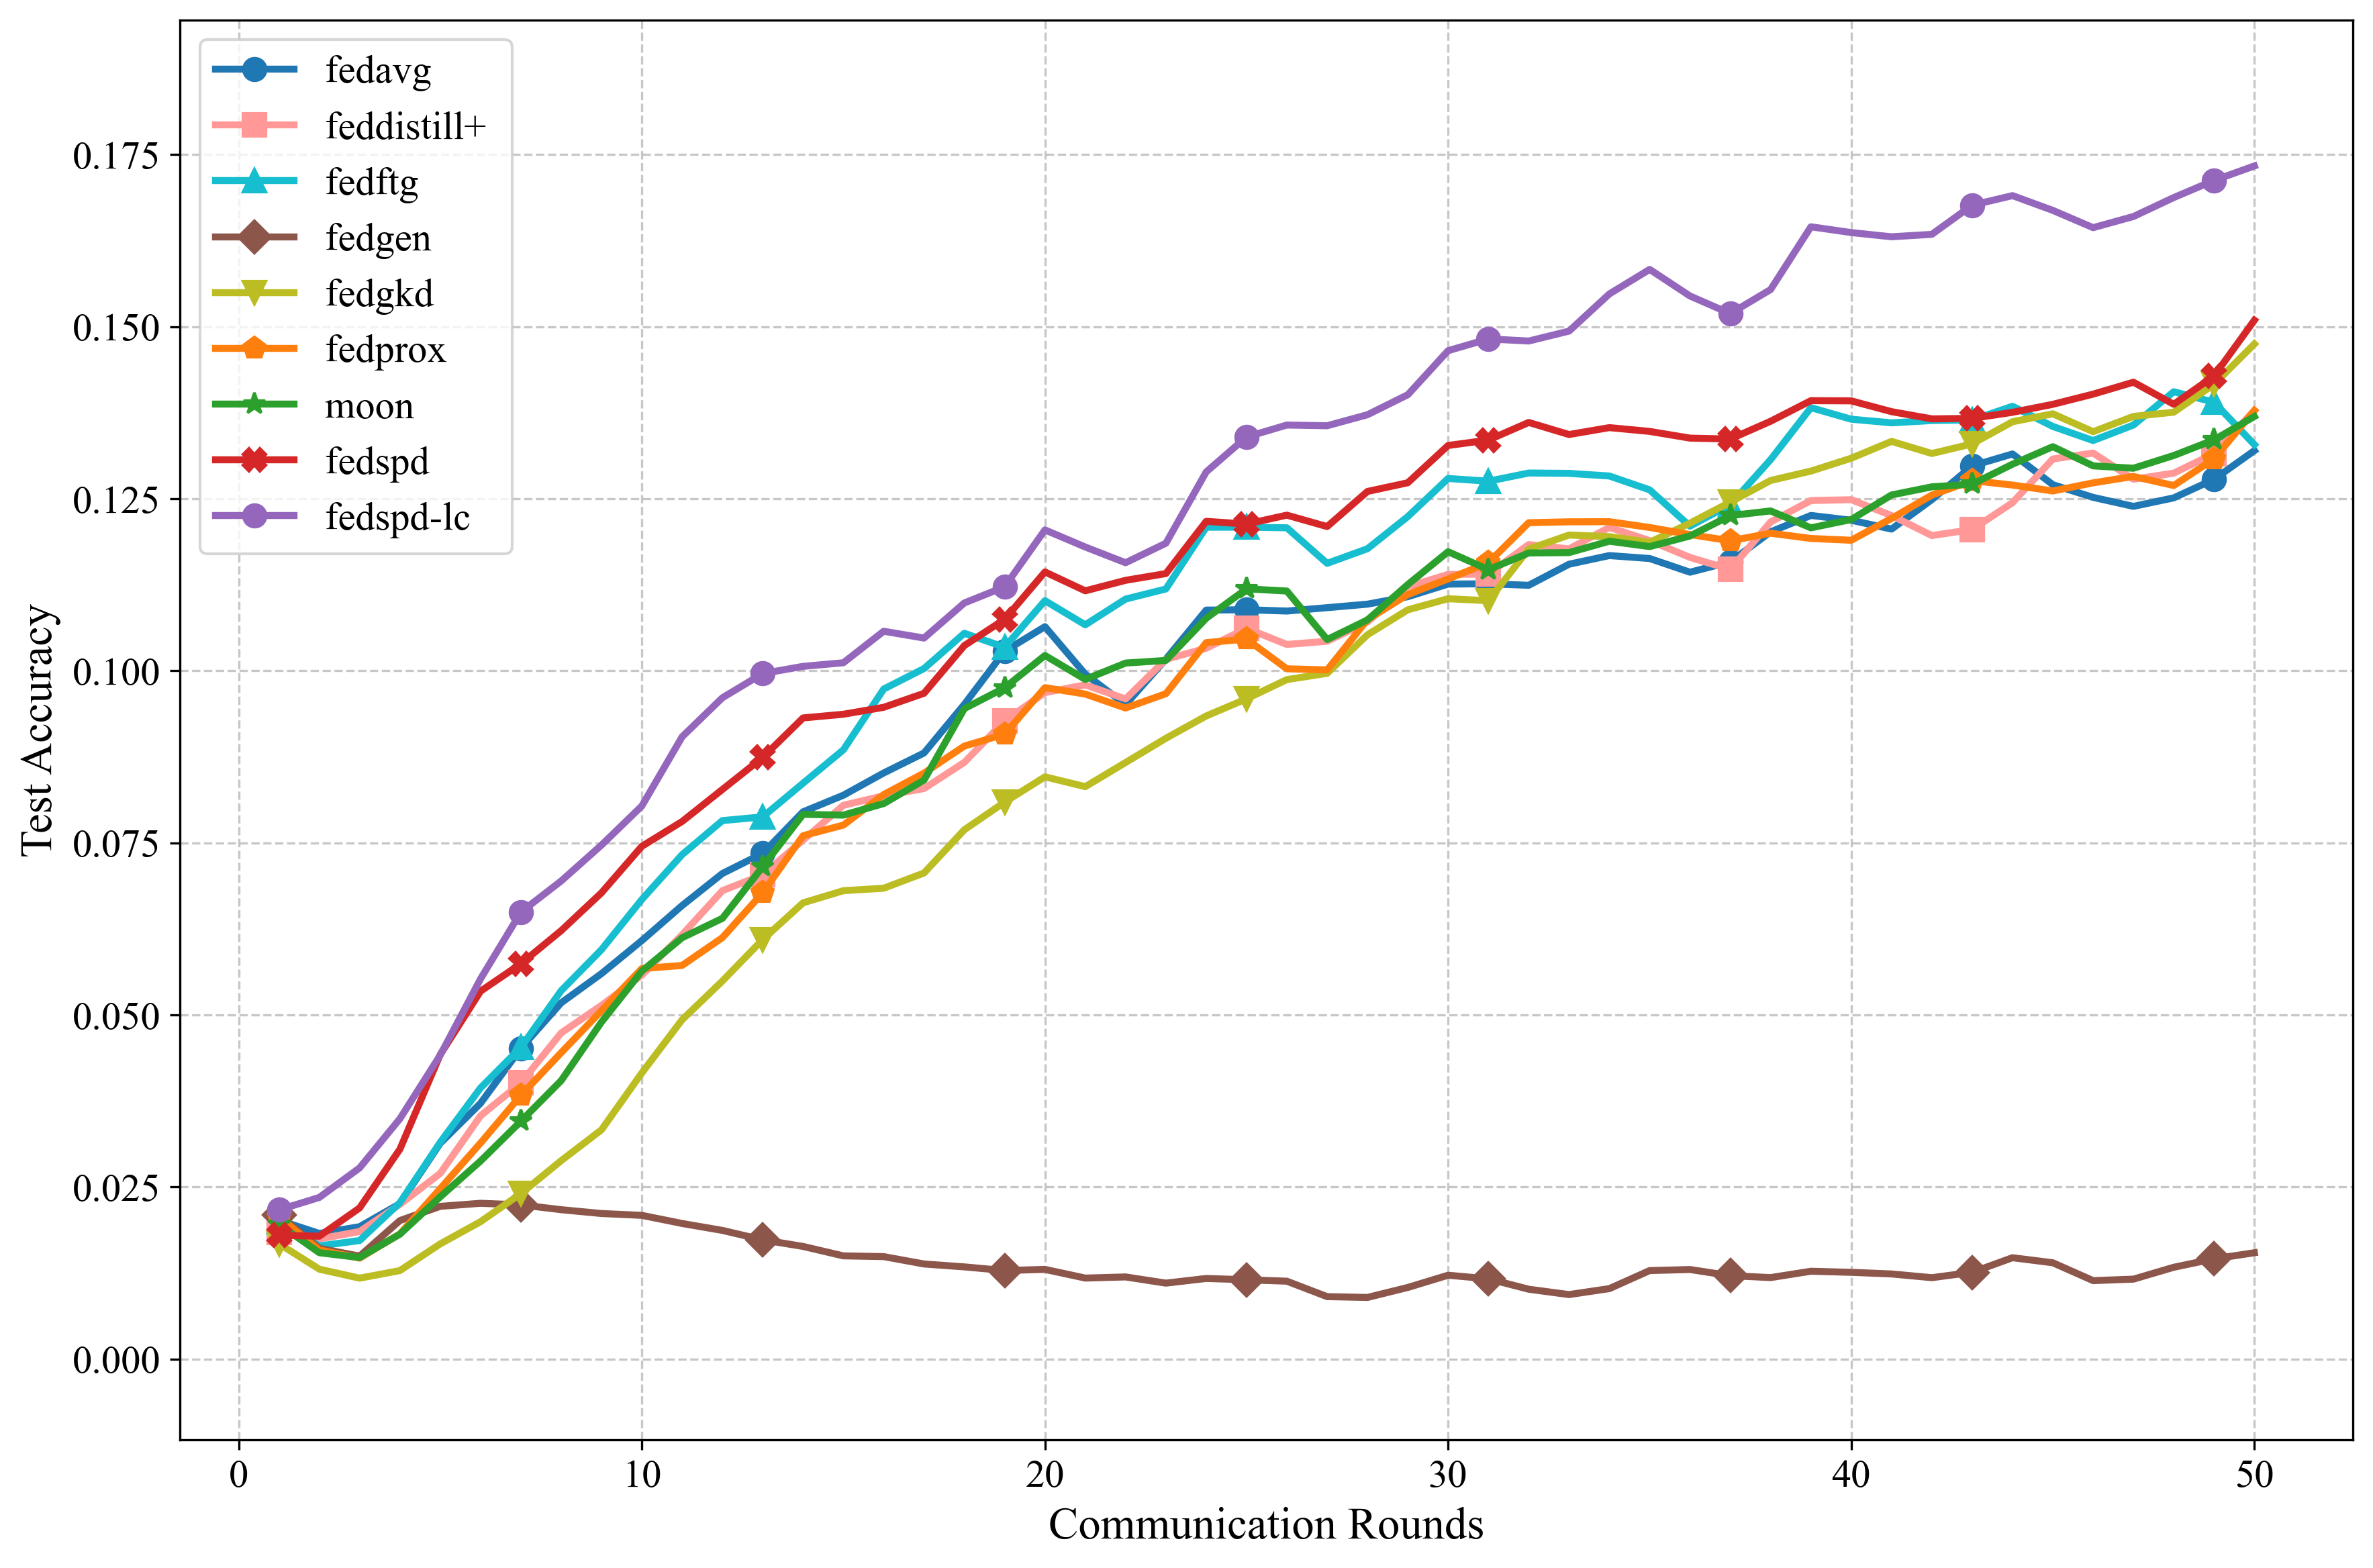 fedavg
feddistill+
fedftg
fedgen
fedgkd
fedprox
moon
fedspd
fedspd-lc
0.175
0.150
0.125
0.100
0.075
0.050
0.025
0.000
Test Accuracy
0 10 20 30 40 50
Communication Rounds